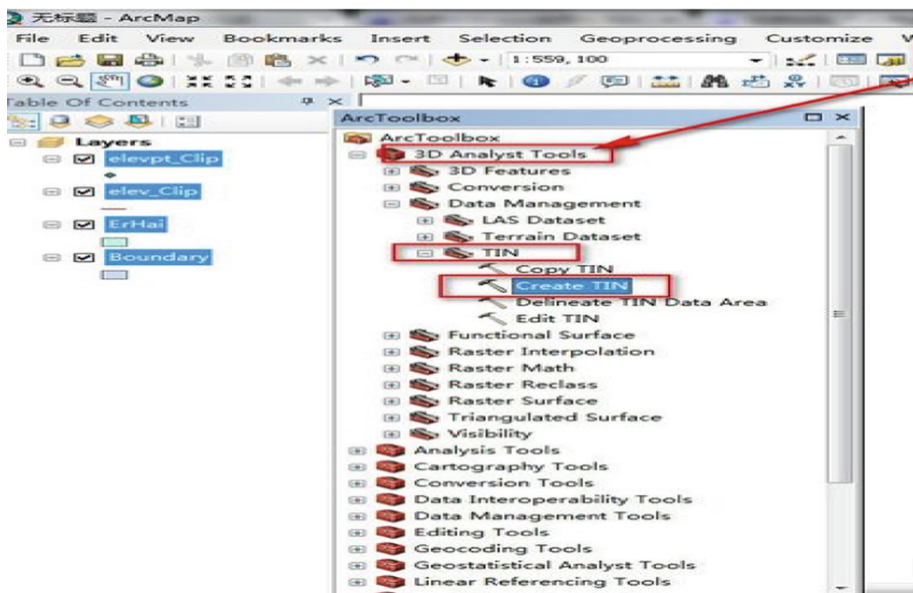 无标题 - ArcMap
File Edit View Bookmarks Insert Selection Geoprocessing Customize
1:559,100
Table Of Contents
Layers
elevpt_Clip
elev_Clip
ErHai
Boundary
ArcToolbox
ArcToolbox
3D Analyst Tools
3D Features
Conversion
Data Management
LAS Dataset
Terrain Dataset
TIN
Copy TIN
Create TIN
Delineate TIN Data Area
Edit TIN
Functional Surface
Raster Interpolation
Raster Math
Raster Reclass
Raster Surface
Triangulated Surface
Visibility
Analysis Tools
Cartography Tools
Conversion Tools
Data Interoperability Tools
Data Management Tools
Editing Tools
Geocoding Tools
Geostatistical Analyst Tools
Linear Referencing Tools